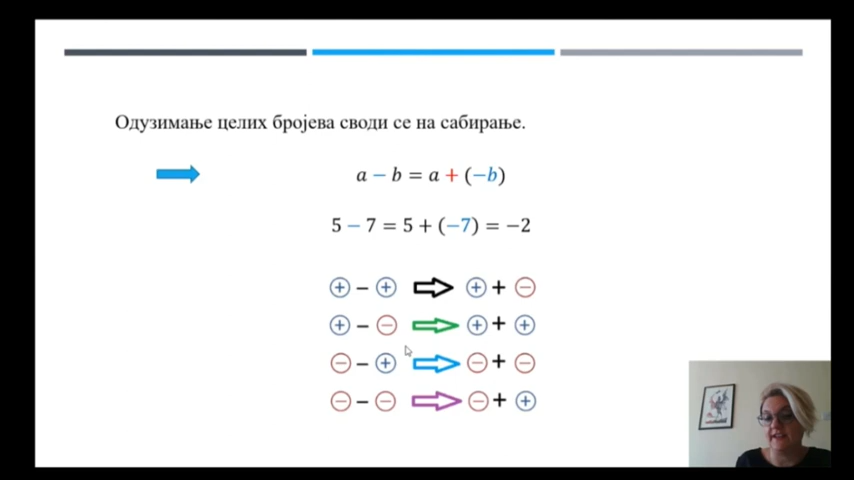 Одузимање целих бројева своди се на сабирање.
a − b = a + (−b)
5 − 7 = 5 + (−7) = −2
⊕ − ⊕ ⇨ ⊕ + ⊖
⊕ − ⊖ ⇨ ⊕ + ⊕
⊖ − ⊕ ⇨ ⊖ + ⊖
⊖ − ⊖ ⇨ ⊖ + ⊕